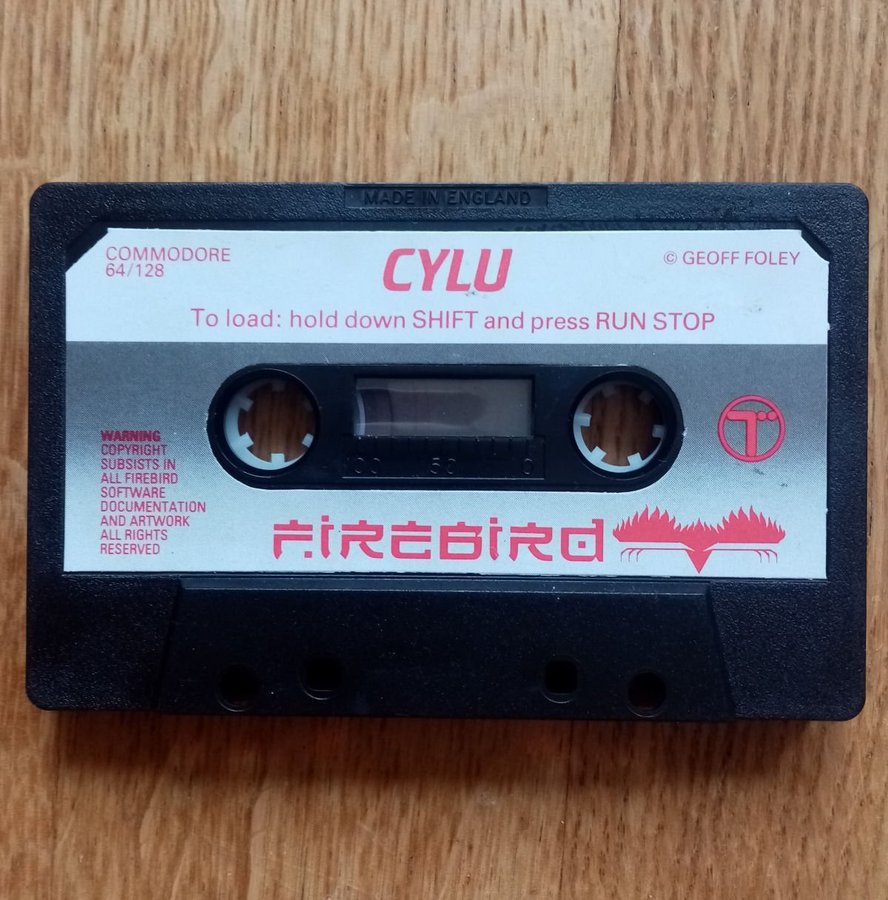 MADE IN ENGLAND
COMMODORE
64/128
CYLU
© GEOFF FOLEY
To load: hold down SHIFT and press RUN STOP
100 50 0
T
WARNING
COPYRIGHT
SUBSISTS IN
ALL FIREBIRD
SOFTWARE
DOCUMENTATION
AND ARTWORK
ALL RIGHTS
RESERVED
FIREBIRD